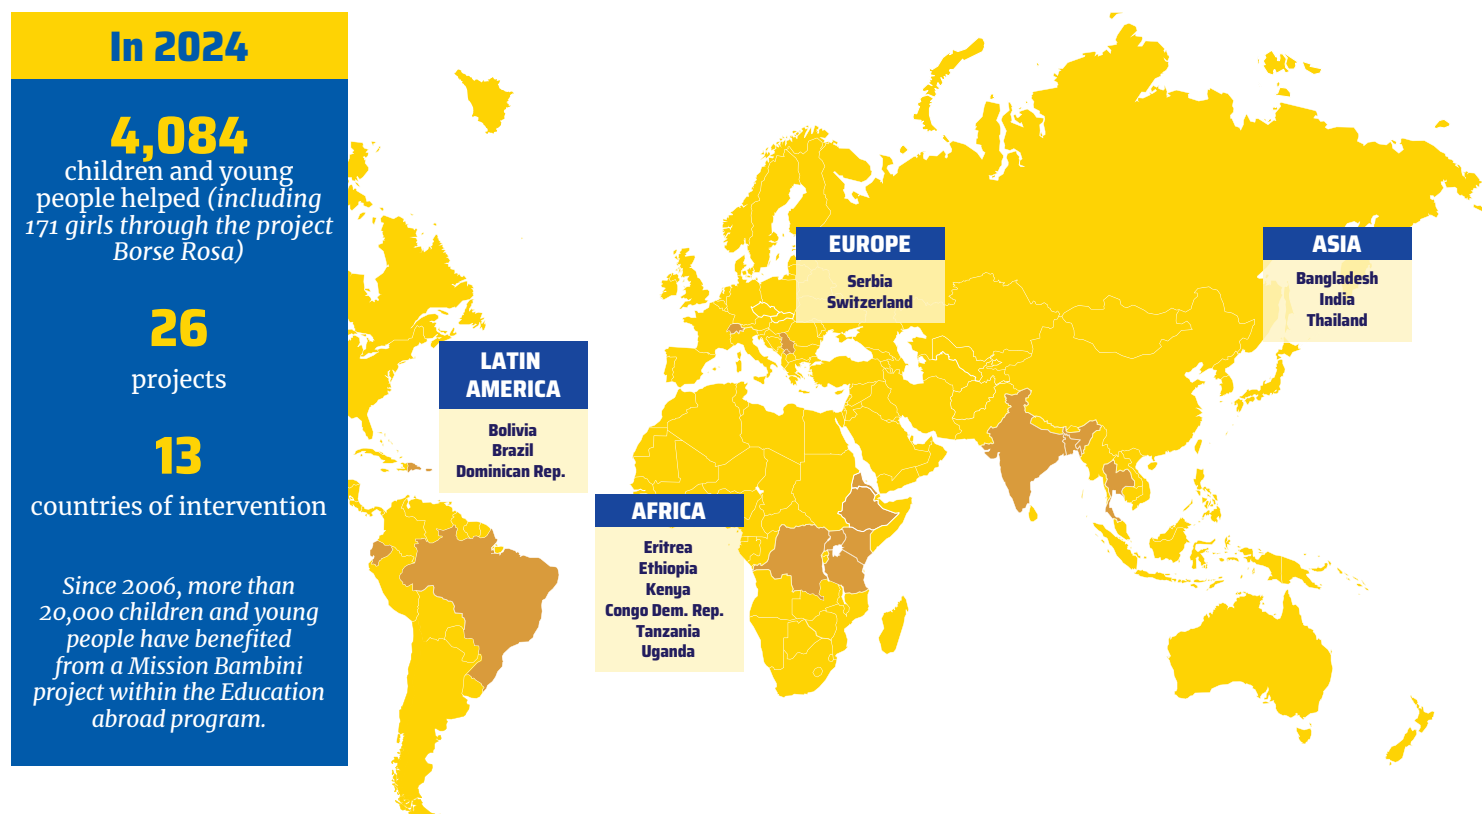 In 2024
4,084
children and young
people helped (including
171 girls through the project
Borse Rosa)
26
projects
13
countries of intervention
Since 2006, more than
20,000 children and young
people have benefited
from a Mission Bambini
project within the Education
abroad program.
LATIN
AMERICA
Bolivia
Brazil
Dominican Rep.
AFRICA
Eritrea
Ethiopia
Kenya
Congo Dem. Rep.
Tanzania
Uganda
EUROPE
Serbia
Switzerland
ASIA
Bangladesh
India
Thailand